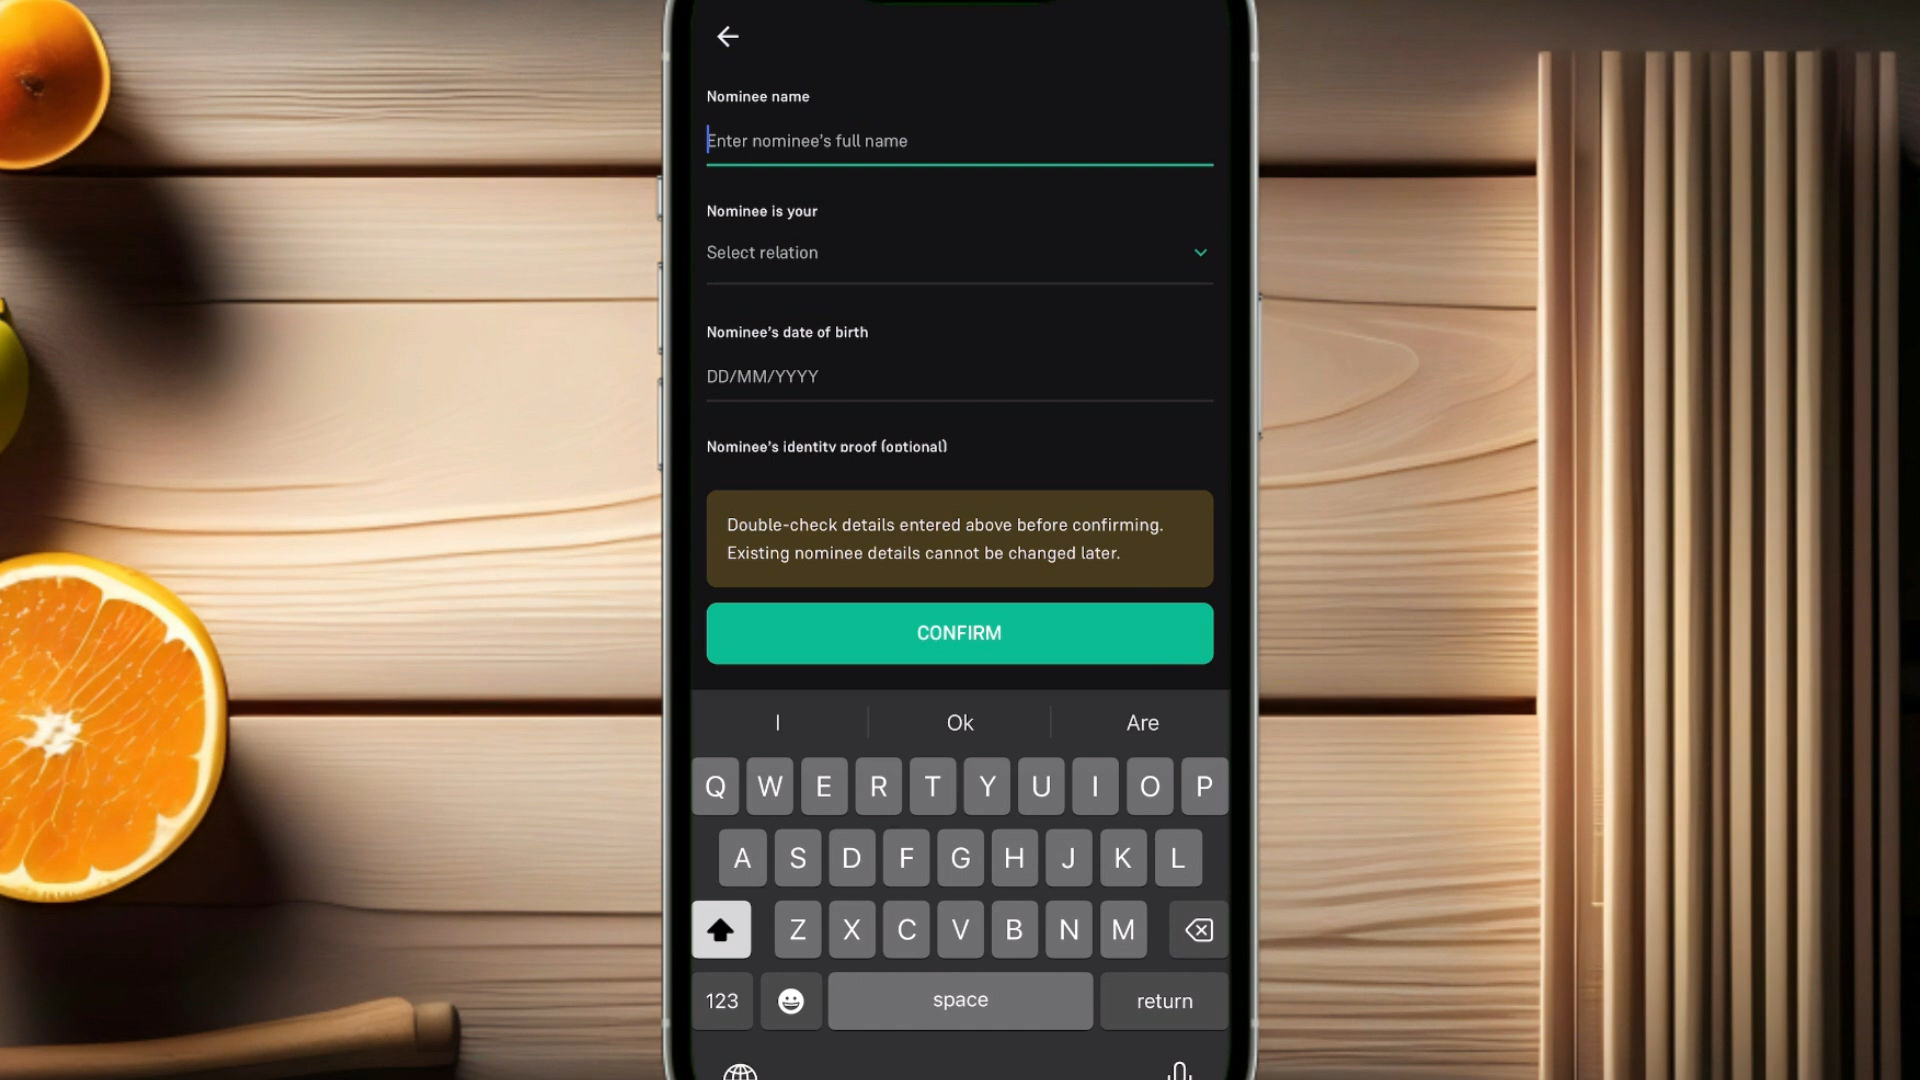 Nominee name
Enter nominee's full name
Nominee is your
Select relation
Nominee's date of birth
DD/MM/YYYY
Nominee's identity proof (optional)
Double-check details entered above before confirming.
Existing nominee details cannot be changed later.
CONFIRM
I Ok Are
Q W E R T Y U I O P
A S D F G H J K L
Z X C V B N M
123 space return